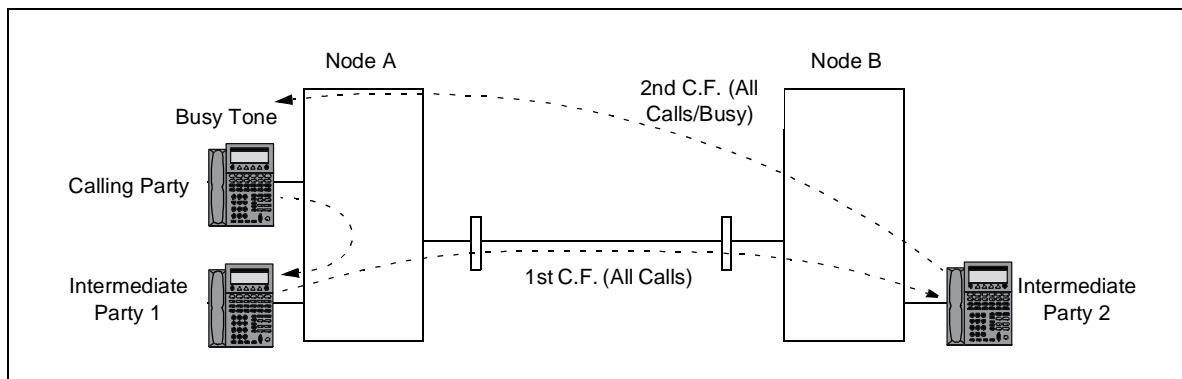 Node A
Node B
2nd C.F. (All
Calls/Busy)
Busy Tone
Calling Party
1st C.F. (All Calls)
Intermediate
Party 1
Intermediate
Party 2